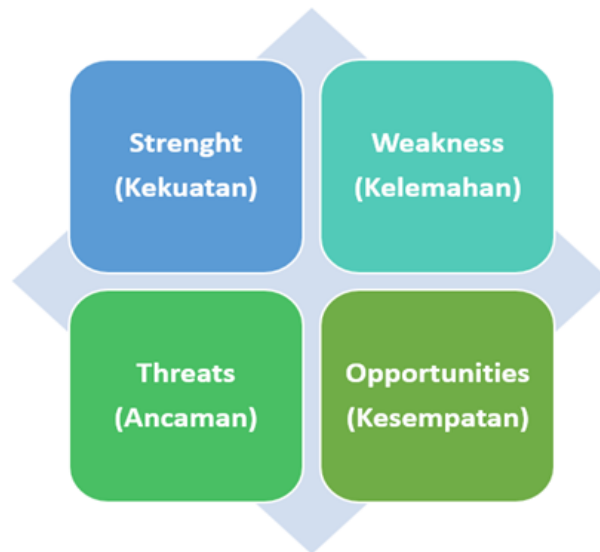 Strenght
(Kekuatan)
Weakness
(Kelemahan)
Threats
(Ancaman)
Opportunities
(Kesempatan)